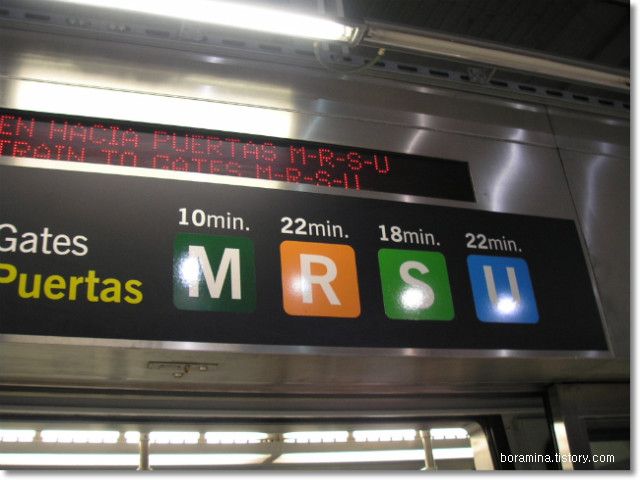 EN HACIA PUERTAS M-R-S-U
TRAIN TO GATES M-R-S-U
10min. 22min. 18min. 22min.
Gates
Puertas
M R S U
boramina.tistory.com